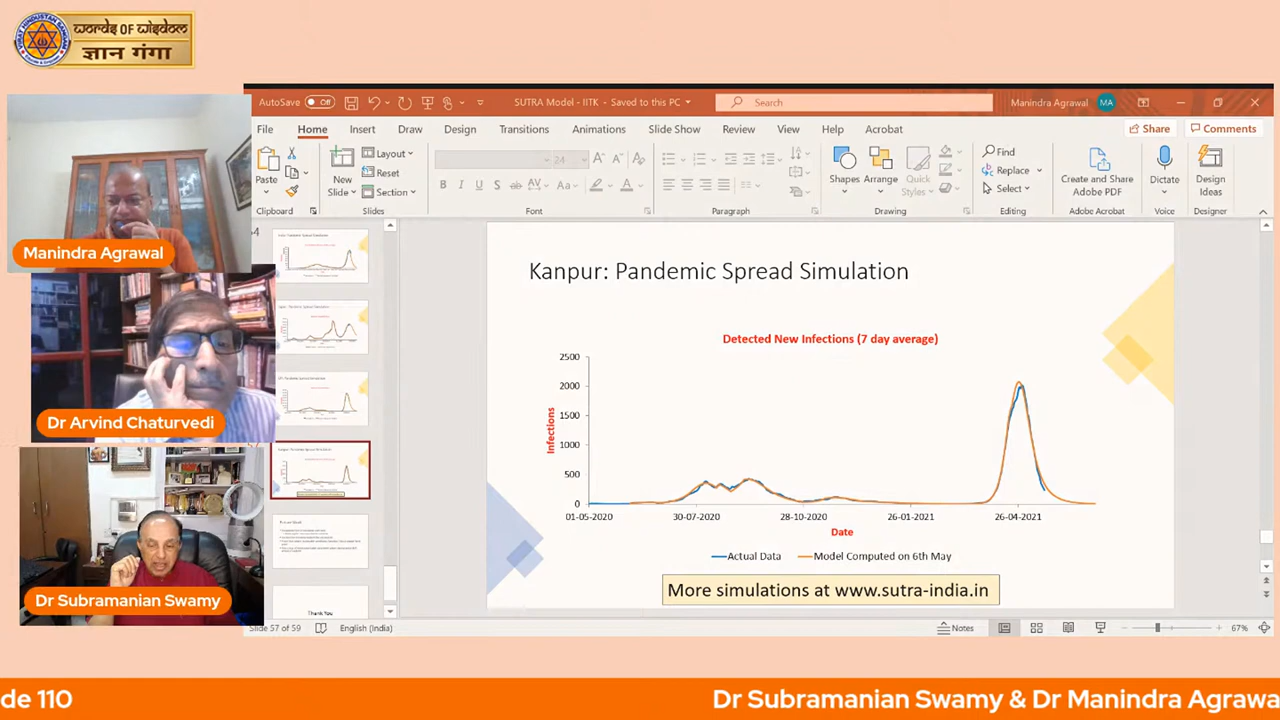 WORDS OF WISDOM
ज्ञान गंगा
AutoSave Off
SUTRA Model - IITK - Saved to this PC
Search
Manindra Agrawal MA
File Home Insert Draw Design Transitions Animations Slide Show Review View Help Acrobat
Share Comments
Paste
New
Slide
Layout
Reset
Section
24
Shapes
Arrange
Quick
Styles
Find
Replace
Select
Create and Share
Adobe PDF
Dictate
Design
Ideas
Clipboard Slides Font Paragraph Drawing Editing Adobe Acrobat Voice Designer
Manindra Agrawal
Dr Arvind Chaturvedi
Dr Subramanian Swamy
Thank You
Kanpur: Pandemic Spread Simulation
Detected New Infections (7 day average)
Infections
2500
2000
1500
1000
500
0
01-05-2020 30-07-2020 28-10-2020 26-01-2021 26-04-2021
Date
Actual Data Model Computed on 6th May
More simulations at www.sutra-india.in
Slide 57 of 59 English (India)
Notes 67%
de 110 Dr Subramanian Swamy & Dr Manindra Agrawa